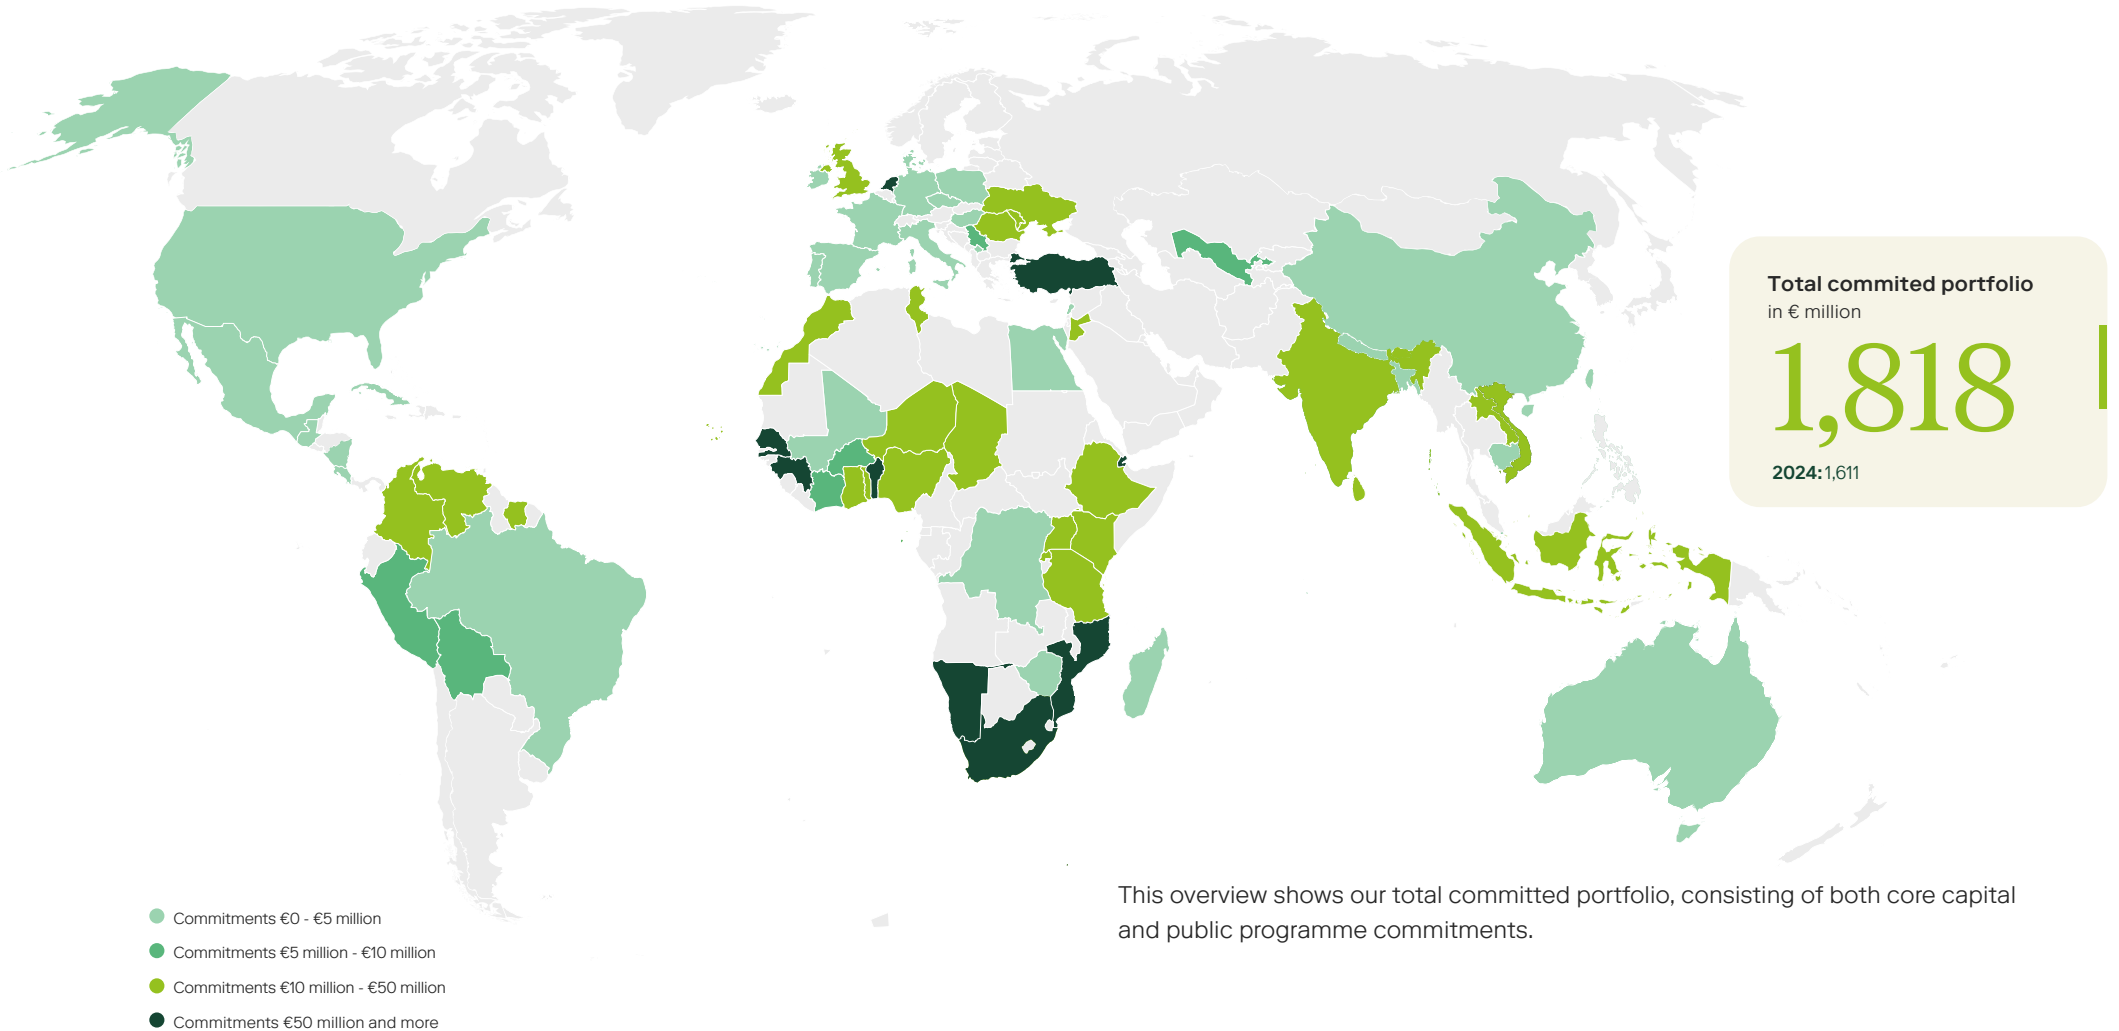 Total commited portfolio
in € million
1,818
2024: 1,611
This overview shows our total committed portfolio, consisting of both core capital
and public programme commitments.
Commitments €0 - €5 million
Commitments €5 million - €10 million
Commitments €10 million - €50 million
Commitments €50 million and more